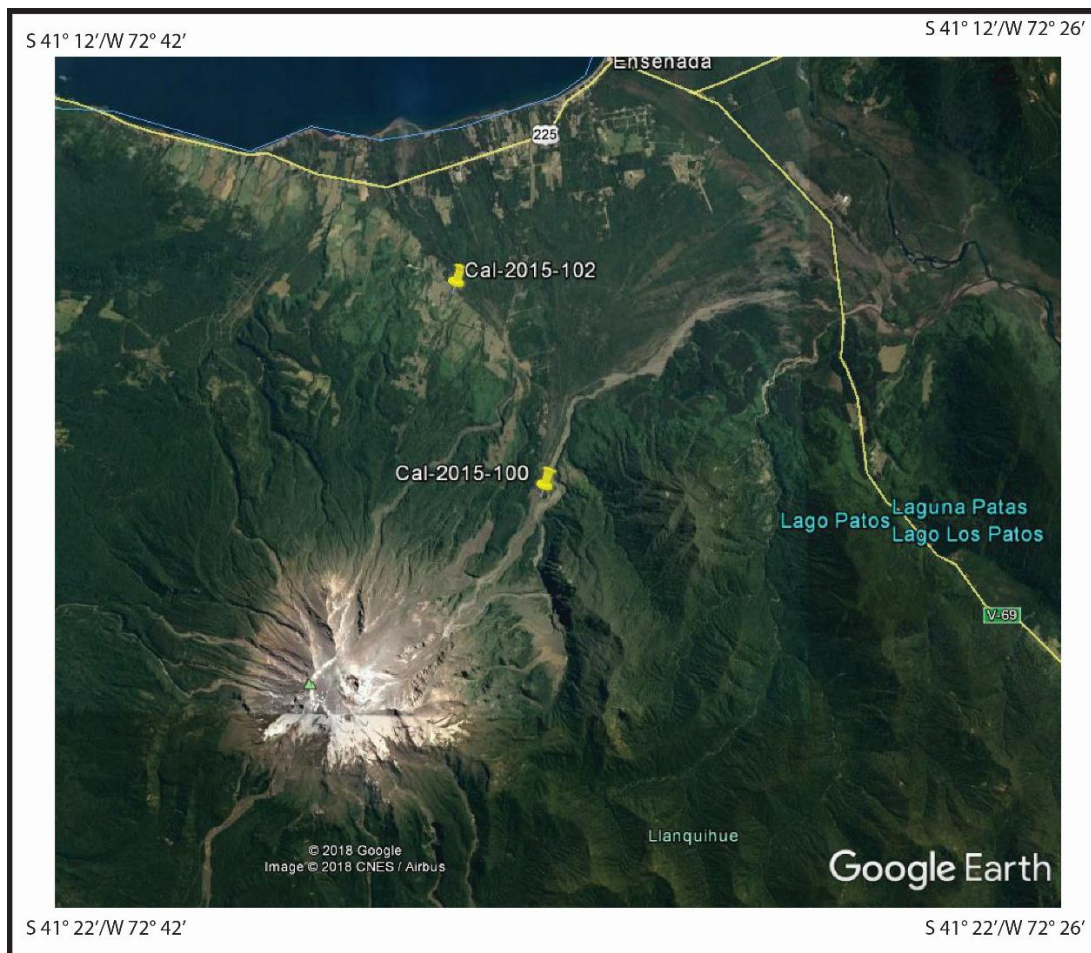 S 41° 12’/W 72° 42’
S 41° 12’/W 72° 26’
Ensenada
225
Cal-2015-102
Cal-2015-100
Laguna Patas
Lago Patos
Lago Los Patos
V-69
Llanquihue
© 2018 Google
Image © 2018 CNES / Airbus
Google Earth
S 41° 22’/W 72° 42’
S 41° 22’/W 72° 26’